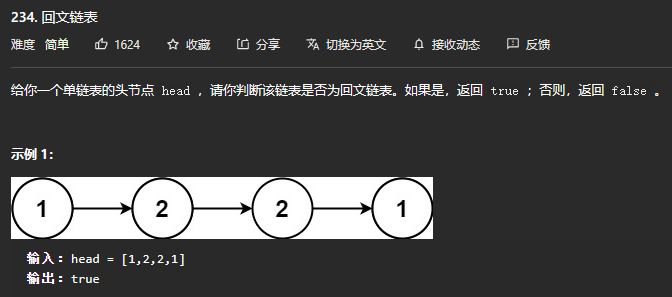 234. 回文链表
难度 简单 1624 收藏 分享 切换为英文 接收动态 反馈
给你一个单链表的头节点 head ，请你判断该链表是否为回文链表。如果是，返回 true ；否则，返回 false 。
示例 1：
1 2 2 1
输入：head = [1,2,2,1]
输出：true